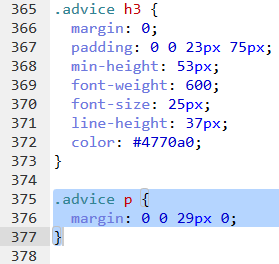 365 .advice h3 {
366 margin: 0;
367 padding: 0 0 23px 75px;
368 min-height: 53px;
369 font-weight: 600;
370 font-size: 25px;
371 line-height: 37px;
372 color: #4770a0;
373 }
374
375 .advice p {
376 margin: 0 0 29px 0;
377 }
378